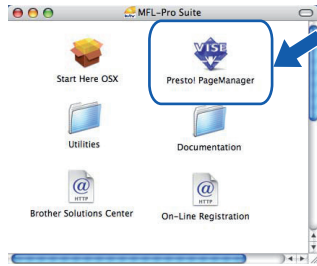 MFL-Pro Suite
VISE
Start Here OSX
Presto! PageManager
Utilities
Documentation
@
HTTP
@
HTTP
Brother Solutions Center
On-Line Registration